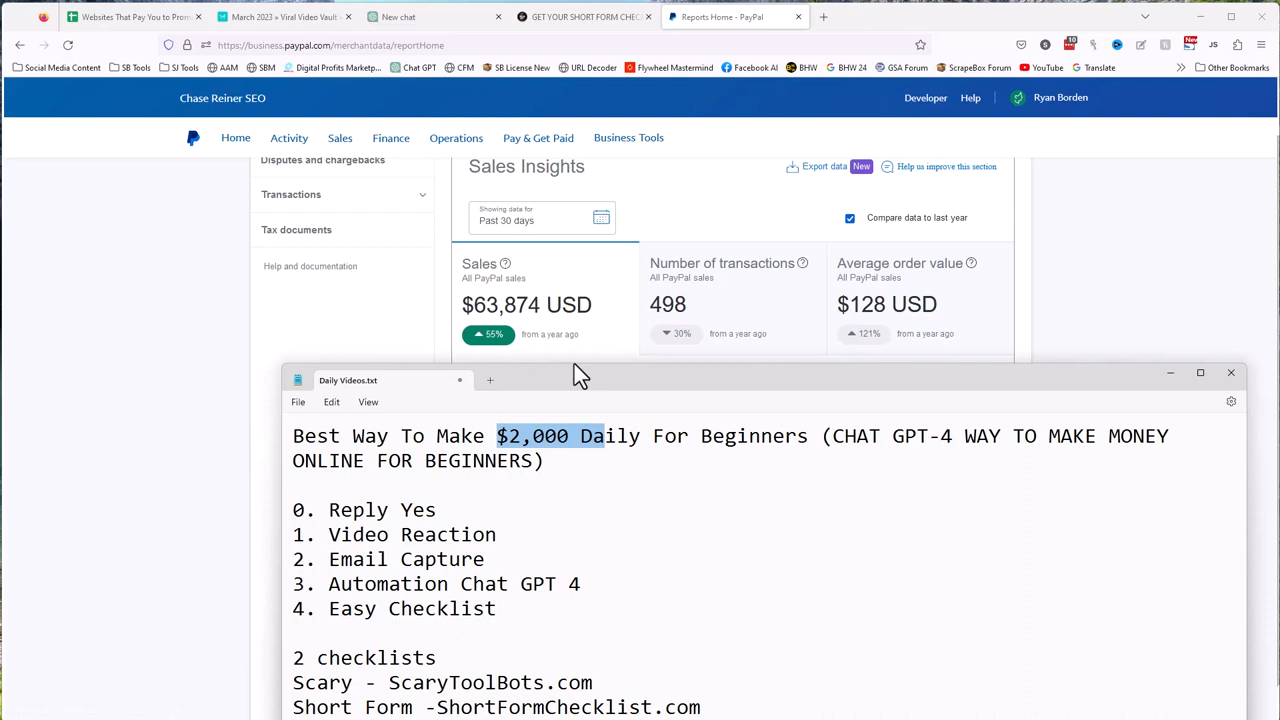 Websites That Pay You to Prom
March 2023 » Viral Video Vault
New chat
GET YOUR SHORT FORM CHEC
Reports Home - PayPal
https://business.paypal.com/merchantdata/reportHome
10
New
JS
Social Media Content
SB Tools
SJ Tools
AAM
SBM
Digital Profits Marketp...
Chat GPT
CFM
SB License New
URL Decoder
Flywheel Mastermind
Facebook AI
BHW
BHW 24
GSA Forum
ScrapeBox Forum
YouTube
Translate
Other Bookmarks
Chase Reiner SEO
Developer
Help
Ryan Borden
Home
Activity
Sales
Finance
Operations
Pay & Get Paid
Business Tools
Disputes and chargebacks
Transactions
Tax documents
Help and documentation
Sales Insights
Export data
New
Help us improve this section
Showing data for
Past 30 days
Compare data to last year
Sales
All PayPal sales
$63,874 USD
55%
from a year ago
Number of transactions
All PayPal sales
498
30%
from a year ago
Average order value
All PayPal sales
$128 USD
121%
from a year ago
Daily Videos.txt
File
Edit
View
Best Way To Make $2,000 Daily For Beginners (CHAT GPT-4 WAY TO MAKE MONEY
ONLINE FOR BEGINNERS)
0. Reply Yes
1. Video Reaction
2. Email Capture
3. Automation Chat GPT 4
4. Easy Checklist
2 checklists
Scary - ScaryToolBots.com
Short Form -ShortFormChecklist.com